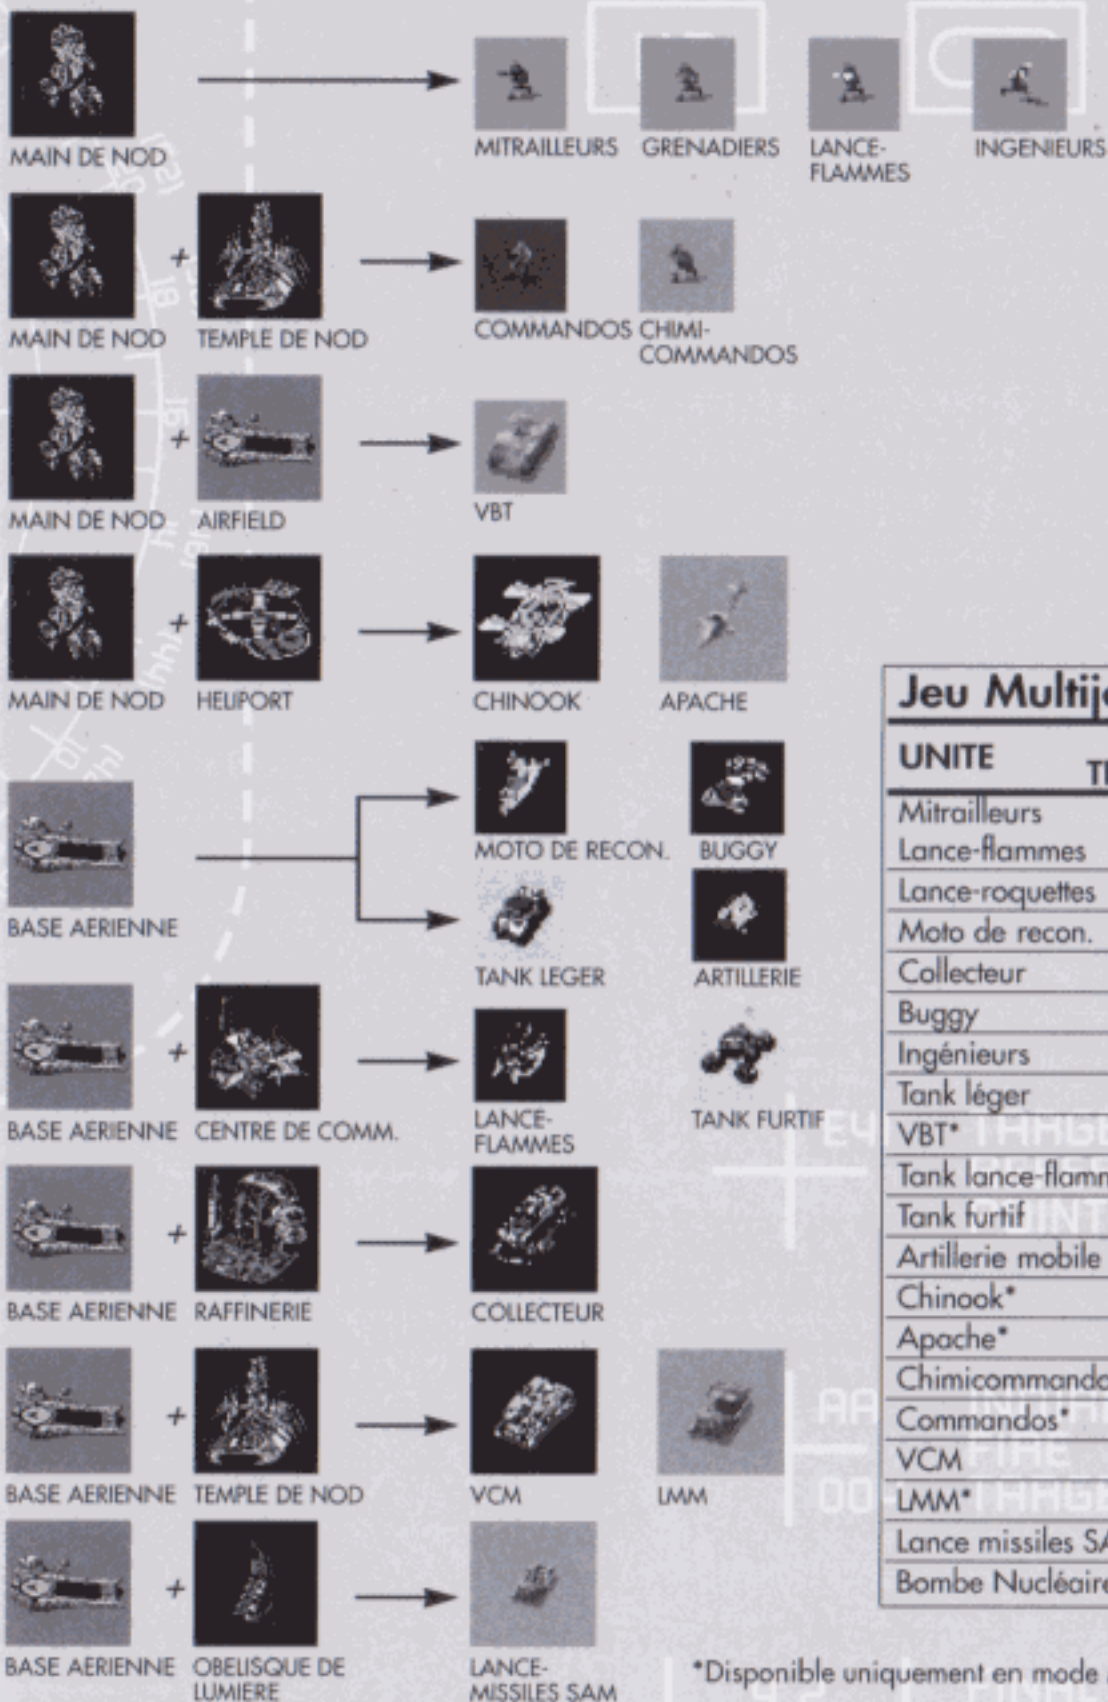 MAIN DE NOD
MITRAILLEURS
GRENADIERS
LANCE-
FLAMMES
INGENIEURS
MAIN DE NOD
+
TEMPLE DE NOD
COMMANDOS
CHIMI-
COMMANDOS
MAIN DE NOD
+
AIRFIELD
VBT
MAIN DE NOD
+
HELIPORT
CHINOOK
APACHE
BASE AERIENNE
MOTO DE RECON.
BUGGY
TANK LEGER
ARTILLERIE
BASE AERIENNE
+
CENTRE DE COMM.
LANCE-
FLAMMES
TANK FURTIF
BASE AERIENNE
+
RAFFINERIE
COLLECTEUR
BASE AERIENNE
+
TEMPLE DE NOD
VCM
LMM
BASE AERIENNE
+
OBELISQUE DE
LUMIERE
LANCE-
MISSILES SAM
Jeu Multij
UNITE
Mitrailleurs
Lance-flammes
Lance-roquettes
Moto de recon.
Collecteur
Buggy
Ingénieurs
Tank léger
VBT*
Tank lance-flamm
Tank furtif
Artillerie mobile
Chinook*
Apache*
Chimicommando
Commandos*
VCM
LMM*
Lance missiles SA
Bombe Nucléaire
*Disponible uniquement en mode